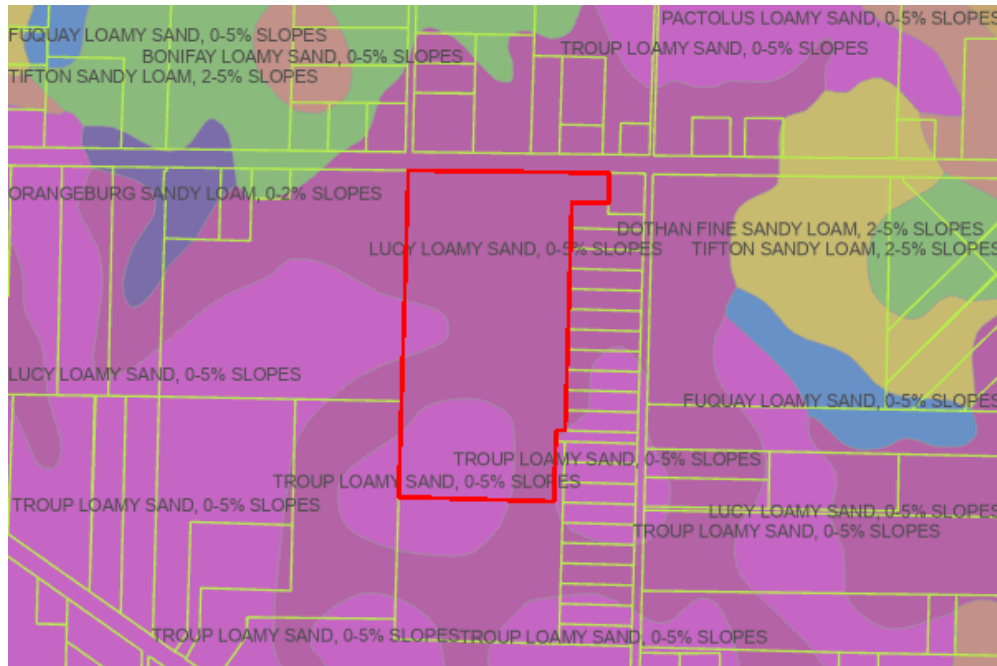 PACTOLUS LOAMY SAND, 0-5% SLOPES
FUQUAY LOAMY SAND, 0-5% SLOPES
TROUP LOAMY SAND, 0-5% SLOPES
BONIFAY LOAMY SAND, 0-5% SLOPES
TIFTON SANDY LOAM, 2-5% SLOPES
ORANGEBURG SANDY LOAM, 0-2% SLOPES
DOTHAN FINE SANDY LOAM, 2-5% SLOPES
LUCY LOAMY SAND, 0-5% SLOPES
TIFTON SANDY LOAM, 2-5% SLOPES
LUCY LOAMY SAND, 0-5% SLOPES
FUQUAY LOAMY SAND, 0-5% SLOPES
TROUP LOAMY SAND, 0-5% SLOPES
TROUP LOAMY SAND, 0-5% SLOPES
TROUP LOAMY SAND, 0-5% SLOPES
LUCY LOAMY SAND, 0-5% SLOPES
TROUP LOAMY SAND, 0-5% SLOPES
TROUP LOAMY SAND, 0-5% SLOPES
TROUP LOAMY SAND, 0-5% SLOPES